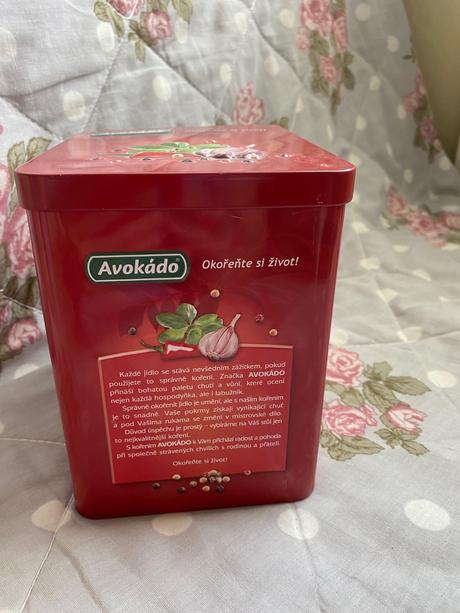 Avokádo®
Okořeňte si život!
Každé jídlo se stává nevšedním zážitkem, pokud
použijete to správné koření. Značka AVOKÁDO
přináší bohatou paletu chutí a vůní, které ocení
nejen každá hospodyňka, ale i labužník.
Správně okořenit jídlo je umění, ale s naším kořením
je to snadné. Vaše pokrmy získají vynikající chuť
a pod Vašima rukama se změní v mistrovské dílo.
Důvod úspěchu je prostý - vybíráme na Váš stůl jen
to nejkvalitnější koření.
S kořením AVOKÁDO k Vám přichází radost a pohoda
při společně strávených chvílích s rodinou a přáteli.
Okořeňte si život!